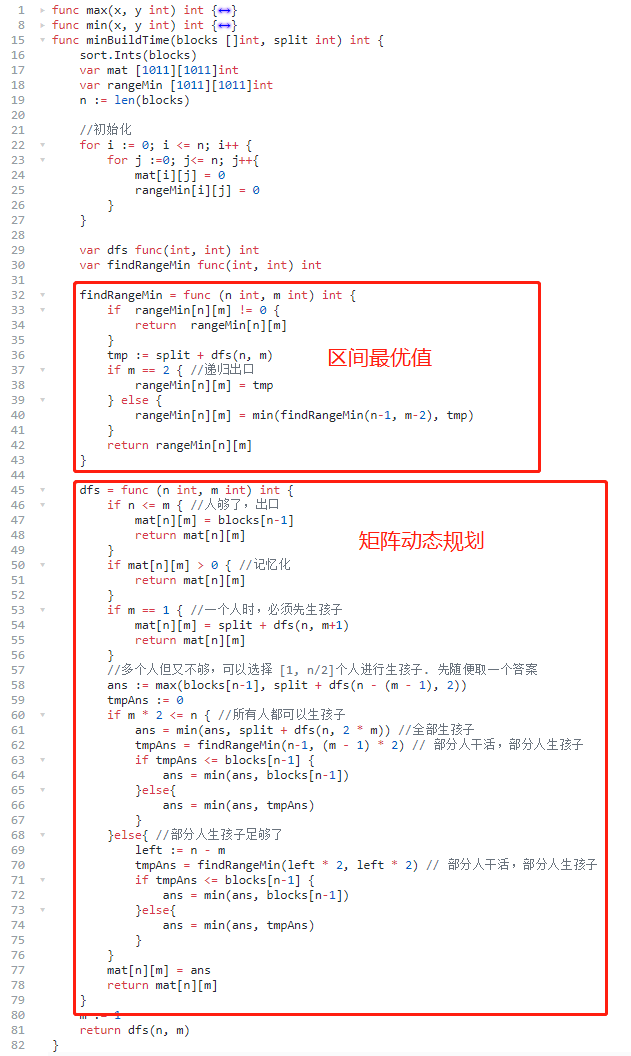 1 func max(x, y int) int {↔}
8 func min(x, y int) int {↔}
15 func minBuildTime(blocks []int, split int) int {
16 sort.Ints(blocks)
17 var mat [1011][1011]int
18 var rangeMin [1011][1011]int
19 n := len(blocks)
20
21 //初始化
22 for i := 0; i <= n; i++ {
23 for j :=0; j<= n; j++{
24 mat[i][j] = 0
25 rangeMin[i][j] = 0
26 }
27 }
28
29 var dfs func(int, int) int
30 var findRangeMin func(int, int) int
31
32 findRangeMin = func (n int, m int) int {
33 if  rangeMin[n][m] != 0 {
34 return  rangeMin[n][m]
35 }
36 tmp := split + dfs(n, m)
区间最优值
37 if m == 2 { //递归出口
38 rangeMin[n][m] = tmp
39 } else {
40 rangeMin[n][m] = min(findRangeMin(n-1, m-2), tmp)
41 }
42 return rangeMin[n][m]
43 }
44
45 dfs = func (n int, m int) int {
46 if n <= m { //人够了，出口
47 mat[n][m] = blocks[n-1]
48 return mat[n][m]
矩阵动态规划
49 }
50 if mat[n][m] > 0 { //记忆化
51 return mat[n][m]
52 }
53 if m == 1 { //一个人时，必须先生孩子
54 mat[n][m] = split + dfs(n, m+1)
55 return mat[n][m]
56 }
57 //多个人但又不够，可以选择 [1, n/2]个人进行生孩子. 先随便取一个答案
58 ans := max(blocks[n-1], split + dfs(n - (m - 1), 2))
59 tmpAns := 0
60 if m * 2 <= n { //所有人都可以生孩子
61 ans = min(ans, split + dfs(n, 2 * m)) //全部生孩子
62 tmpAns = findRangeMin(n-1, (m - 1) * 2) // 部分人干活，部分人生孩子
63 if tmpAns <= blocks[n-1] {
64 ans = min(ans, blocks[n-1])
65 }else{
66 ans = min(ans, tmpAns)
67 }
68 }else{ //部分人生孩子足够了
69 left := n - m
70 tmpAns = findRangeMin(left * 2, left * 2) // 部分人干活，部分人生孩子
71 if tmpAns <= blocks[n-1] {
72 ans = min(ans, blocks[n-1])
73 }else{
74 ans = min(ans, tmpAns)
75 }
76 }
77 mat[n][m] = ans
78 return mat[n][m]
79 }
80 m := 1
81 return dfs(n, m)
82 }